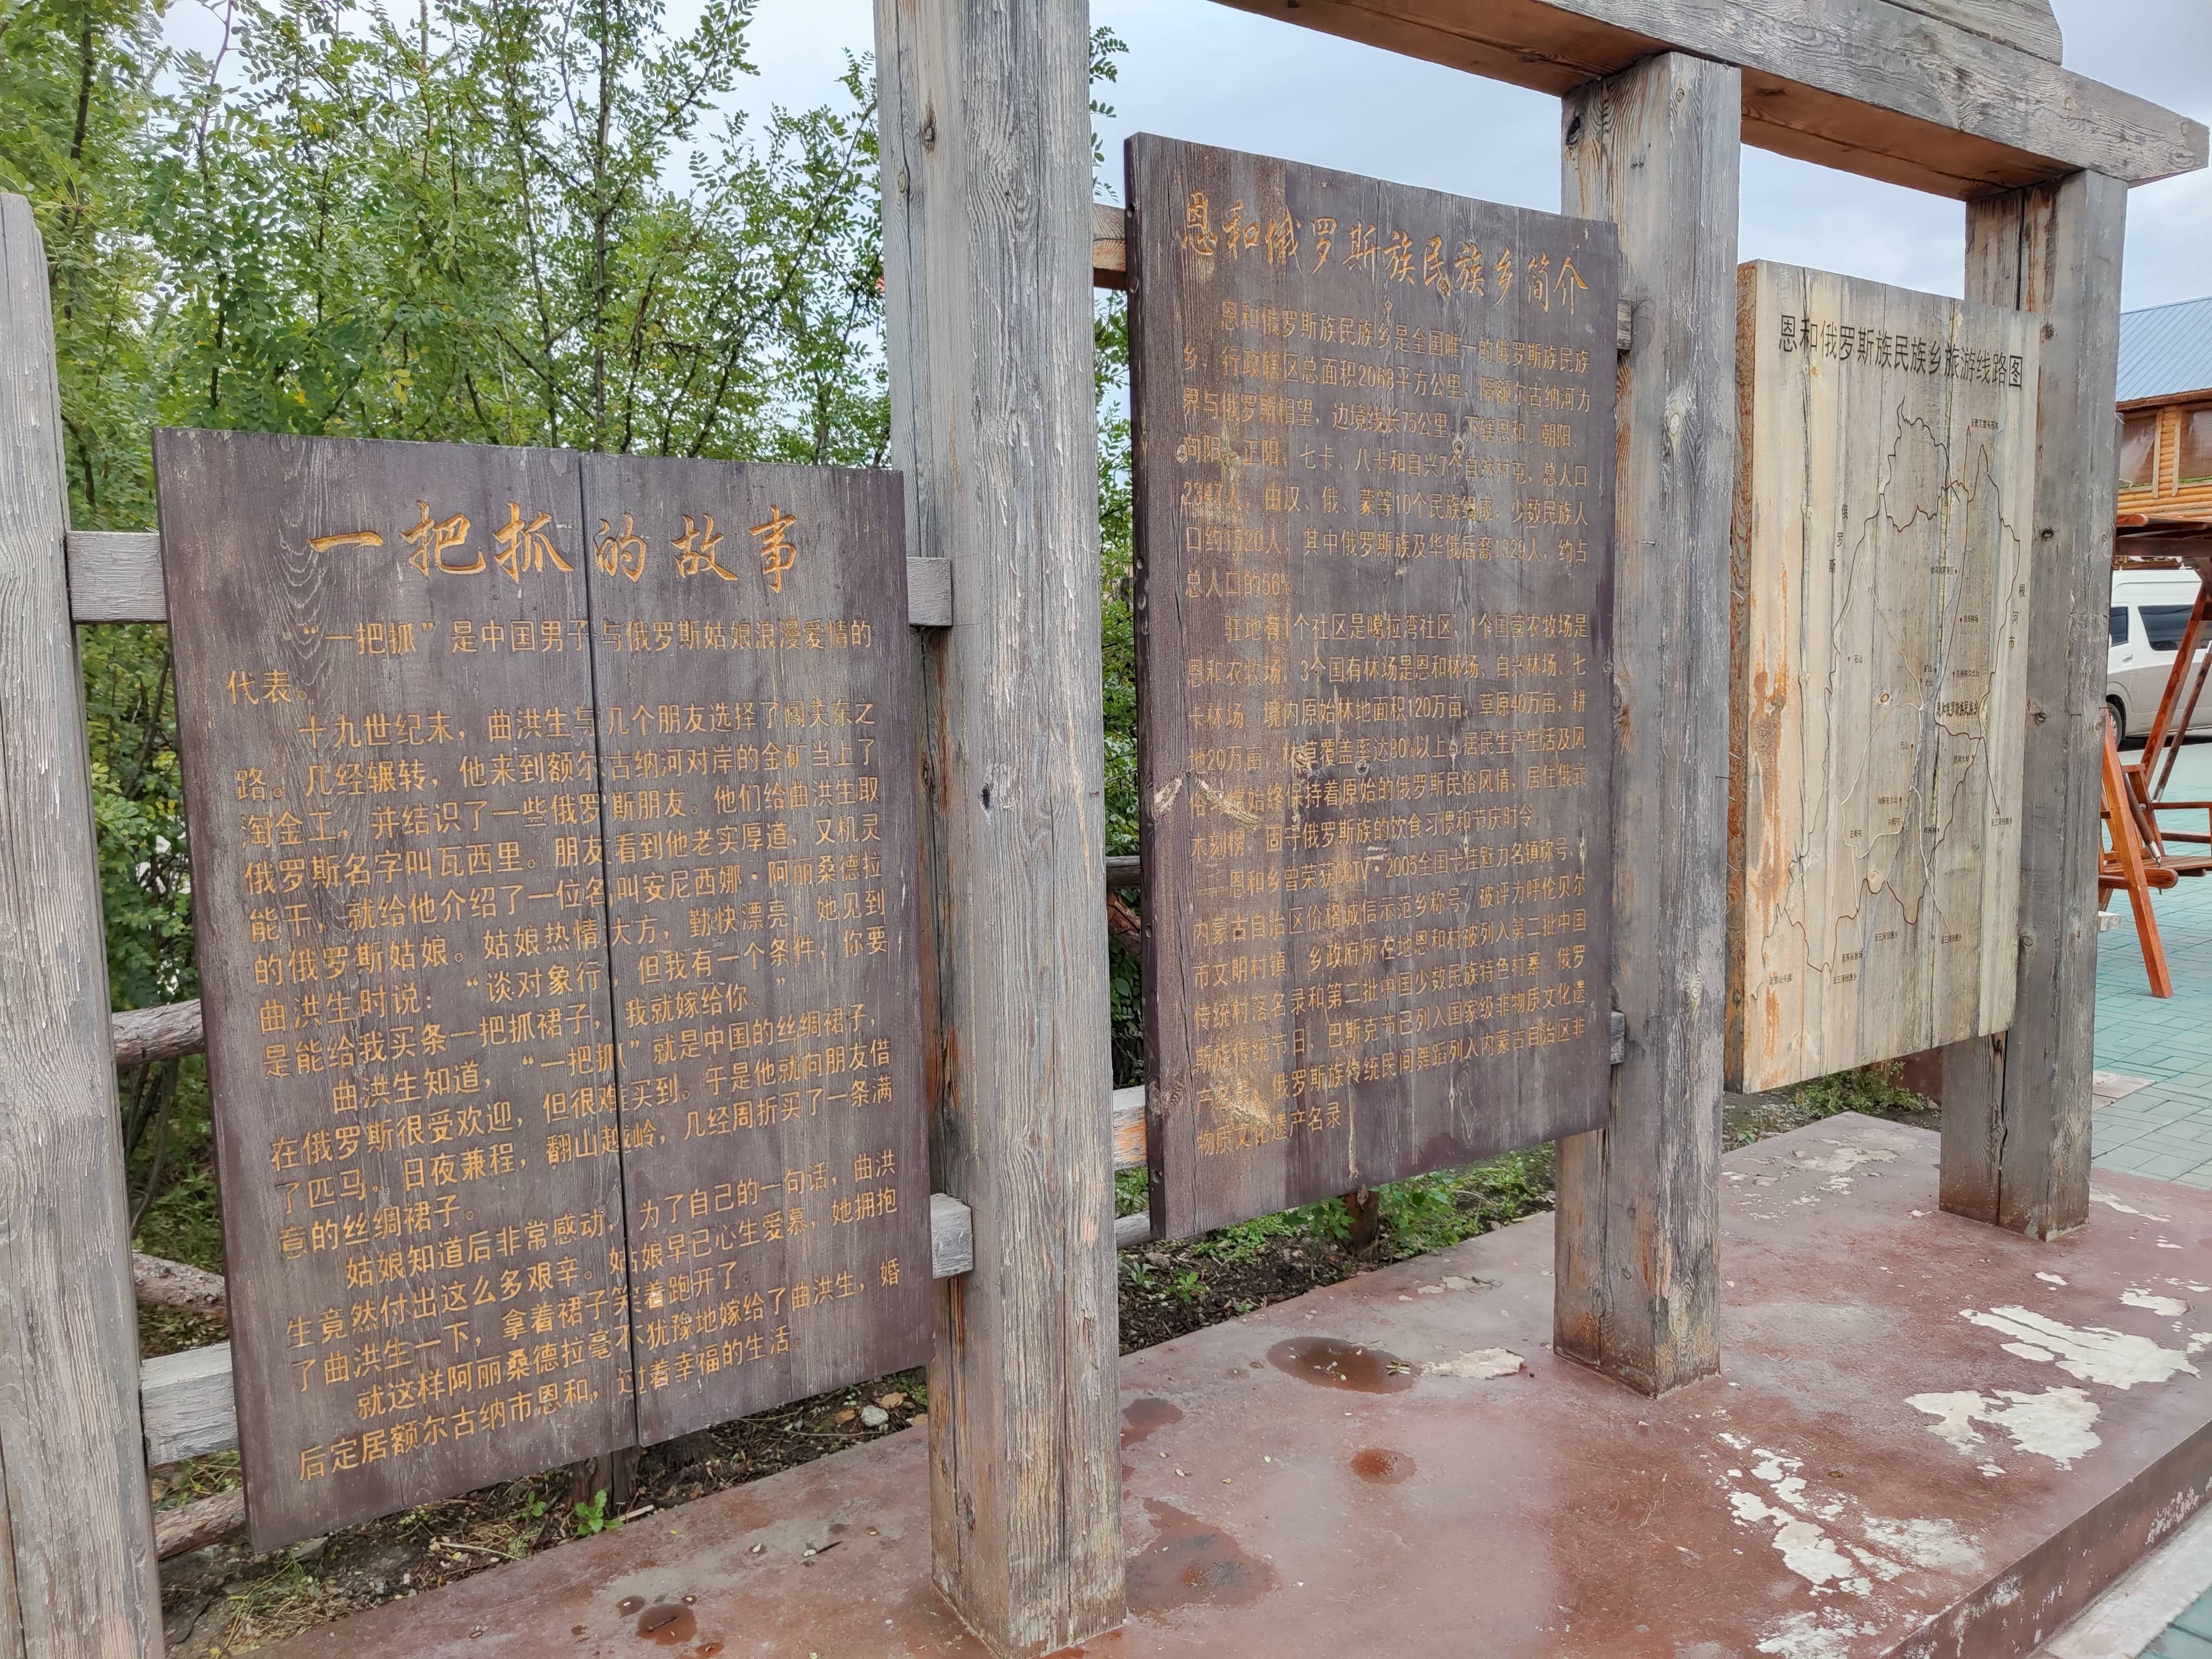 一把抓的故事
“一把抓”是中国男子与俄罗斯姑娘浪漫爱情的
代表。
十九世纪末，曲洪生与几个朋友选择了闯关东之
路。几经辗转，他来到额尔古纳河对岸的金矿当上了
淘金工，并结识了一些俄罗斯朋友。他们给曲洪生取
俄罗斯名字叫瓦西里。朋友看到他老实厚道，又机灵
能干，就给他介绍了一位名叫安尼西娜·阿丽桑德拉
的俄罗斯姑娘。姑娘热情大方，勤快漂亮，她见到
曲洪生时说：“谈对象行，但我有一个条件，你要
是能给我买条一把抓裙子，我就嫁给你。”
曲洪生知道，“一把抓”就是中国的丝绸裙子，
在俄罗斯很受欢迎，但很难买到。于是他就向朋友借
了匹马，日夜兼程，翻山越岭，几经周折买了一条满
意的丝绸裙子。
姑娘知道后非常感动，为了自己的一句话，曲洪
生竟然付出这么多艰辛。姑娘早已心生爱慕，她拥抱
了曲洪生一下，拿着裙子笑着跑开了。
就这样阿丽桑德拉毫不犹豫地嫁给了曲洪生，婚
后定居额尔古纳市恩和，过着幸福的生活。
恩和俄罗斯族民族乡简介
恩和俄罗斯族民族乡是全国唯一的俄罗斯族民族
乡，行政辖区总面积2068平方公里，隔额尔古纳河力
界与俄罗斯相望，边境线长75公里，下辖恩和、朝阳、
向阳、正阳、七卡、八卡和自兴7个自然村屯，总人口
2347人，由汉、俄、蒙等10个民族组成，少数民族人
口约1520人，其中俄罗斯族及华俄后裔1329人，约占
总人口的56%
驻地有1个社区是噶拉湾社区，1个国营农牧场是
恩和农牧场，3个国有林场是恩和林场、自兴林场、七
卡林场，境内原始林地面积120万亩，草原40万亩，耕
地20万亩，林草覆盖率达80%以上，居民生产生活及风
俗习惯始终保持着原始的俄罗斯民俗风情，居住俄式
木刻楞，固守俄罗斯族的饮食习惯和节庆时令。
恩和乡曾荣获CCTV·2005全国十佳魅力名镇称号、
内蒙古自治区价格诚信示范乡称号，被评力呼伦贝尔
市文明村镇，乡政府所在地恩和村被列入第二批中国
传统村落名录和第二批中国少数民族特色村寨，俄罗
斯族传统节日，巴斯克节已列入国家级非物质文化遗
产名录，俄罗斯族传统民间舞蹈列入内蒙古自治区非
物质文化遗产名录
恩和俄罗斯族民族乡旅游线路图
俄罗斯
根河市